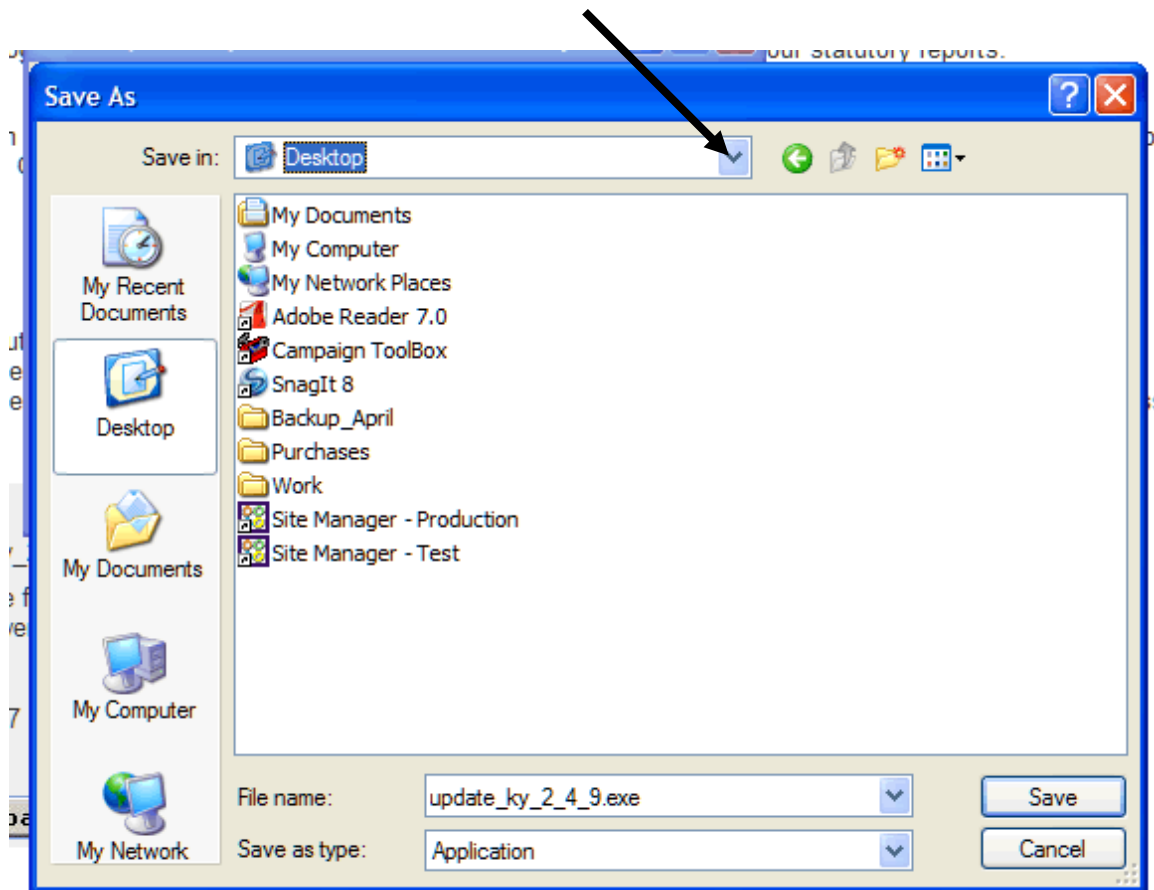 our statutory reports.
Save As
Save in:
Desktop
My Recent
Documents
Desktop
My Documents
My Computer
My Network
My Documents
My Computer
My Network Places
Adobe Reader 7.0
Campaign ToolBox
SnagIt 8
Backup_April
Purchases
Work
Site Manager - Production
Site Manager - Test
File name:
update_ky_2_4_9.exe
Save
Save as type:
Application
Cancel